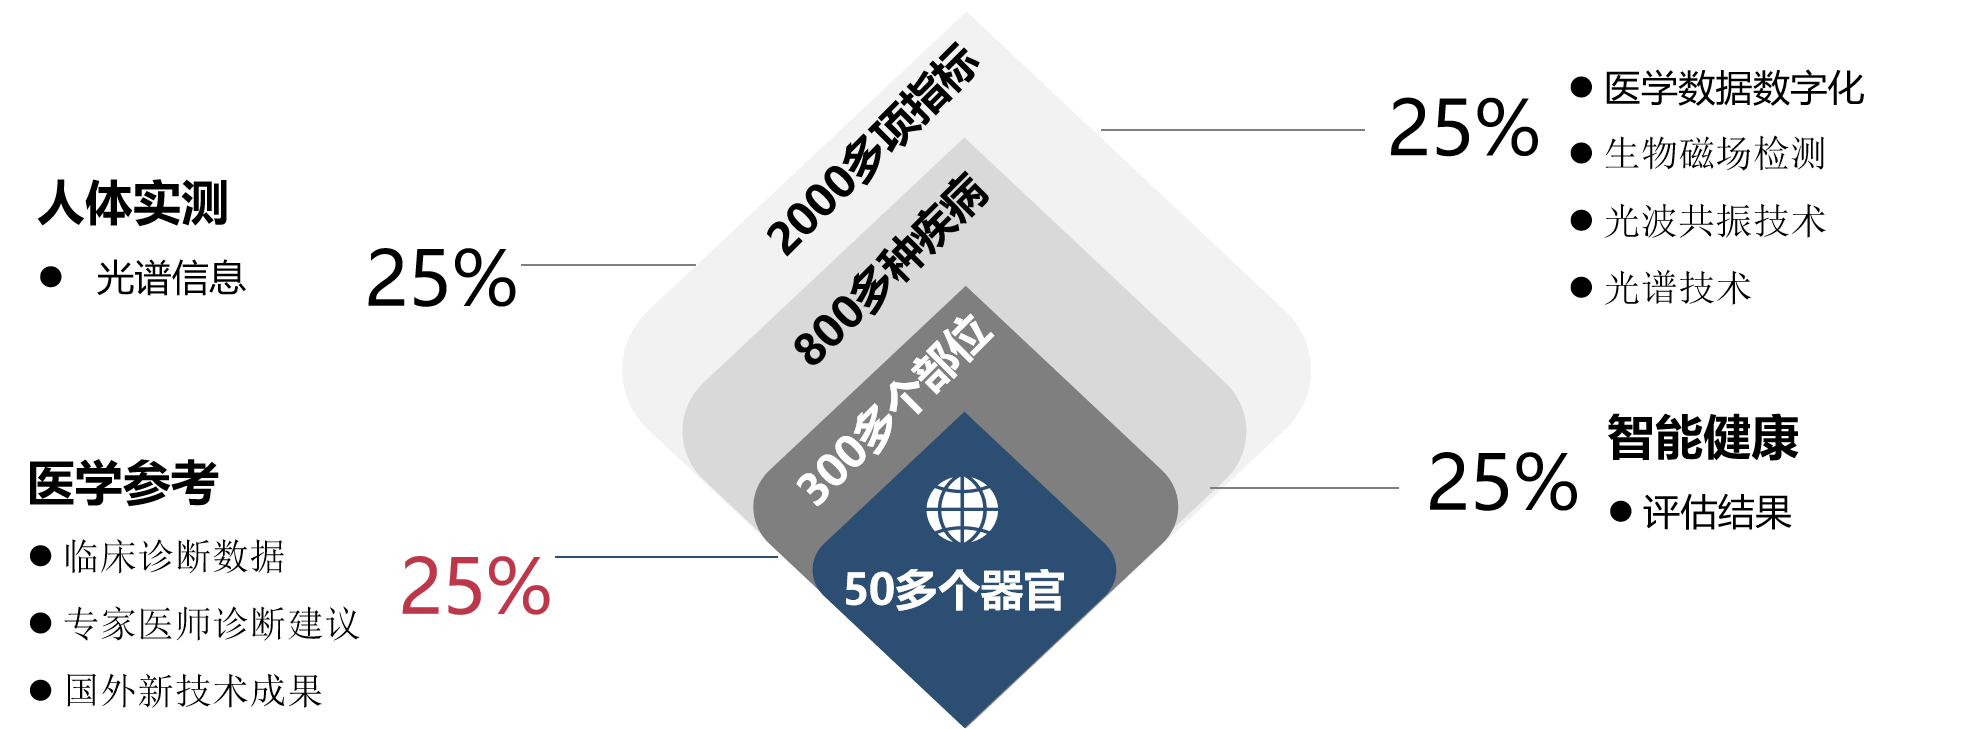 人体实测
● 光谱信息
25%
医学参考
● 临床诊断数据
● 专家医师诊断建议
● 国外新技术成果
25%
2000多项指标
800多种疾病
300多个部位
50多个器官
25%
● 医学数据数字化
● 生物磁场检测
● 光波共振技术
● 光谱技术
25%
智能健康
● 评估结果